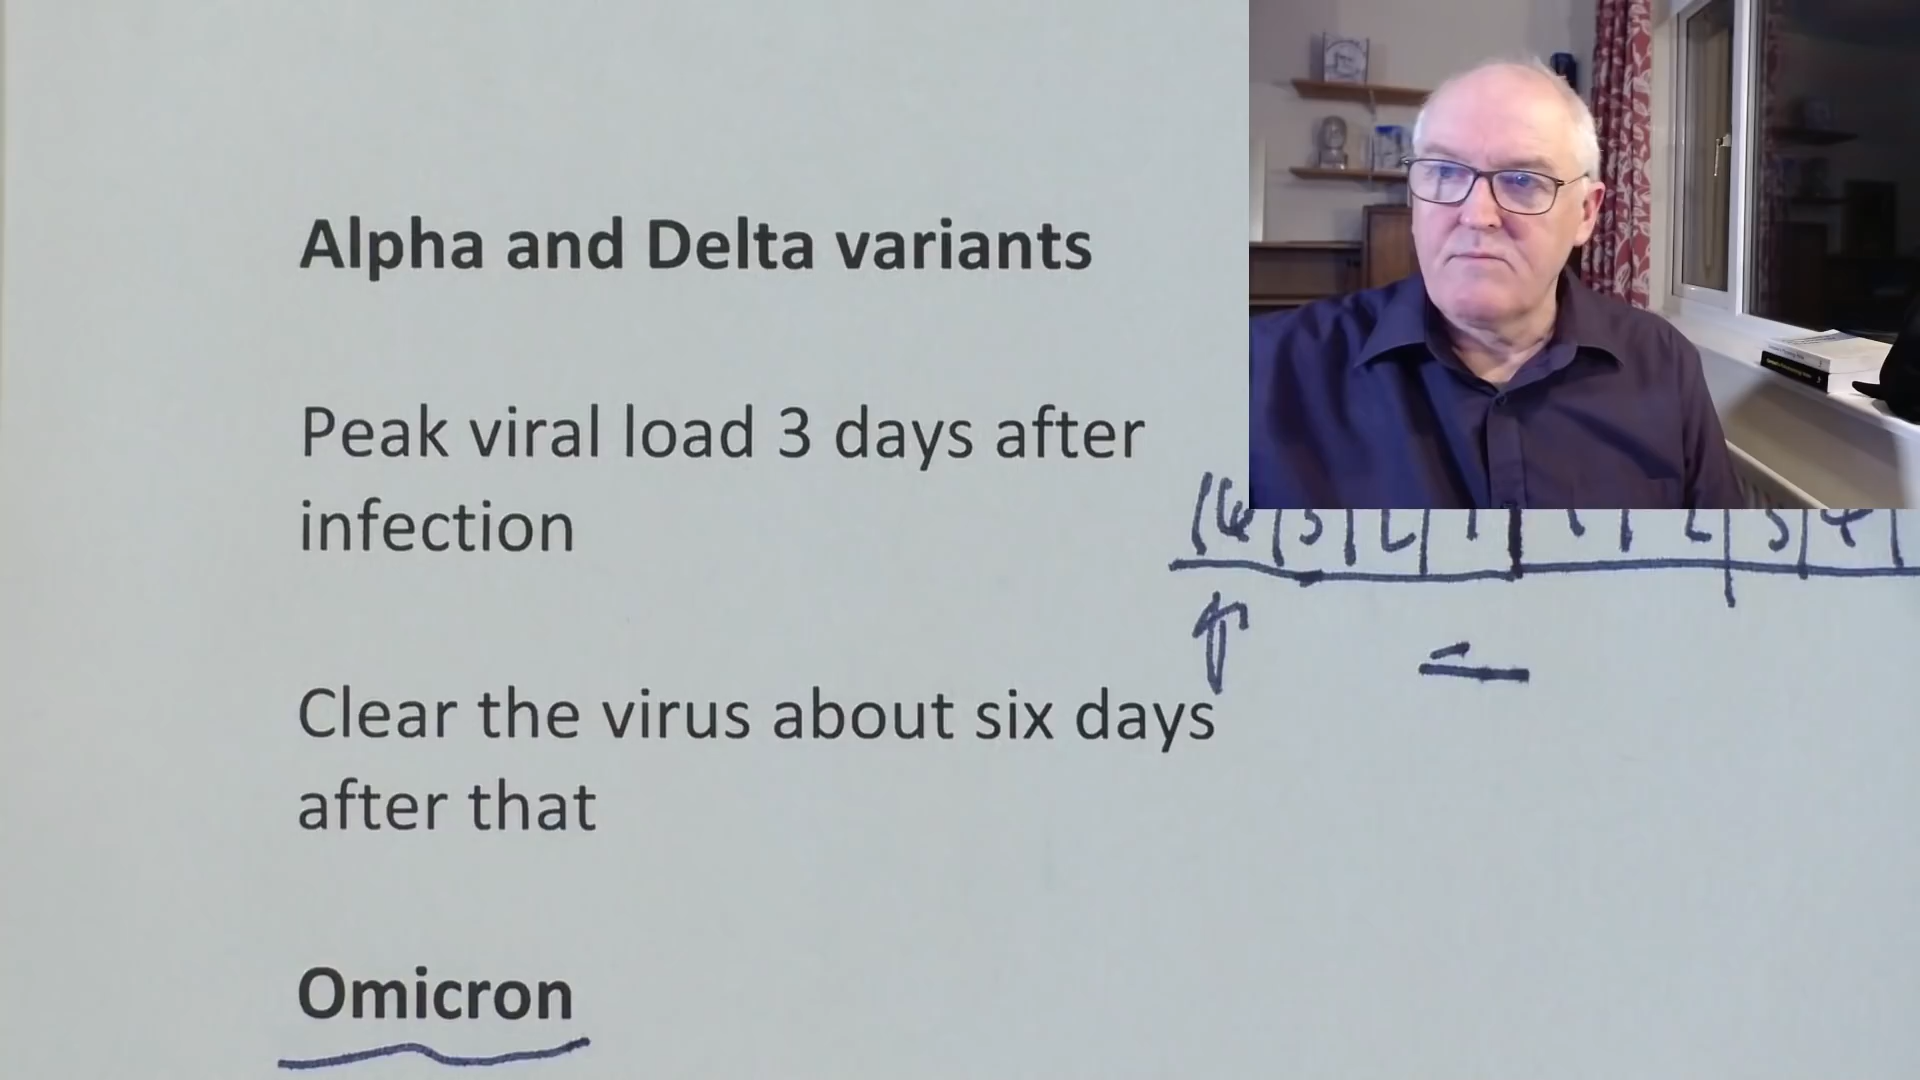 Alpha and Delta variants
Peak viral load 3 days after
infection
Clear the virus about six days
after that
Omicron